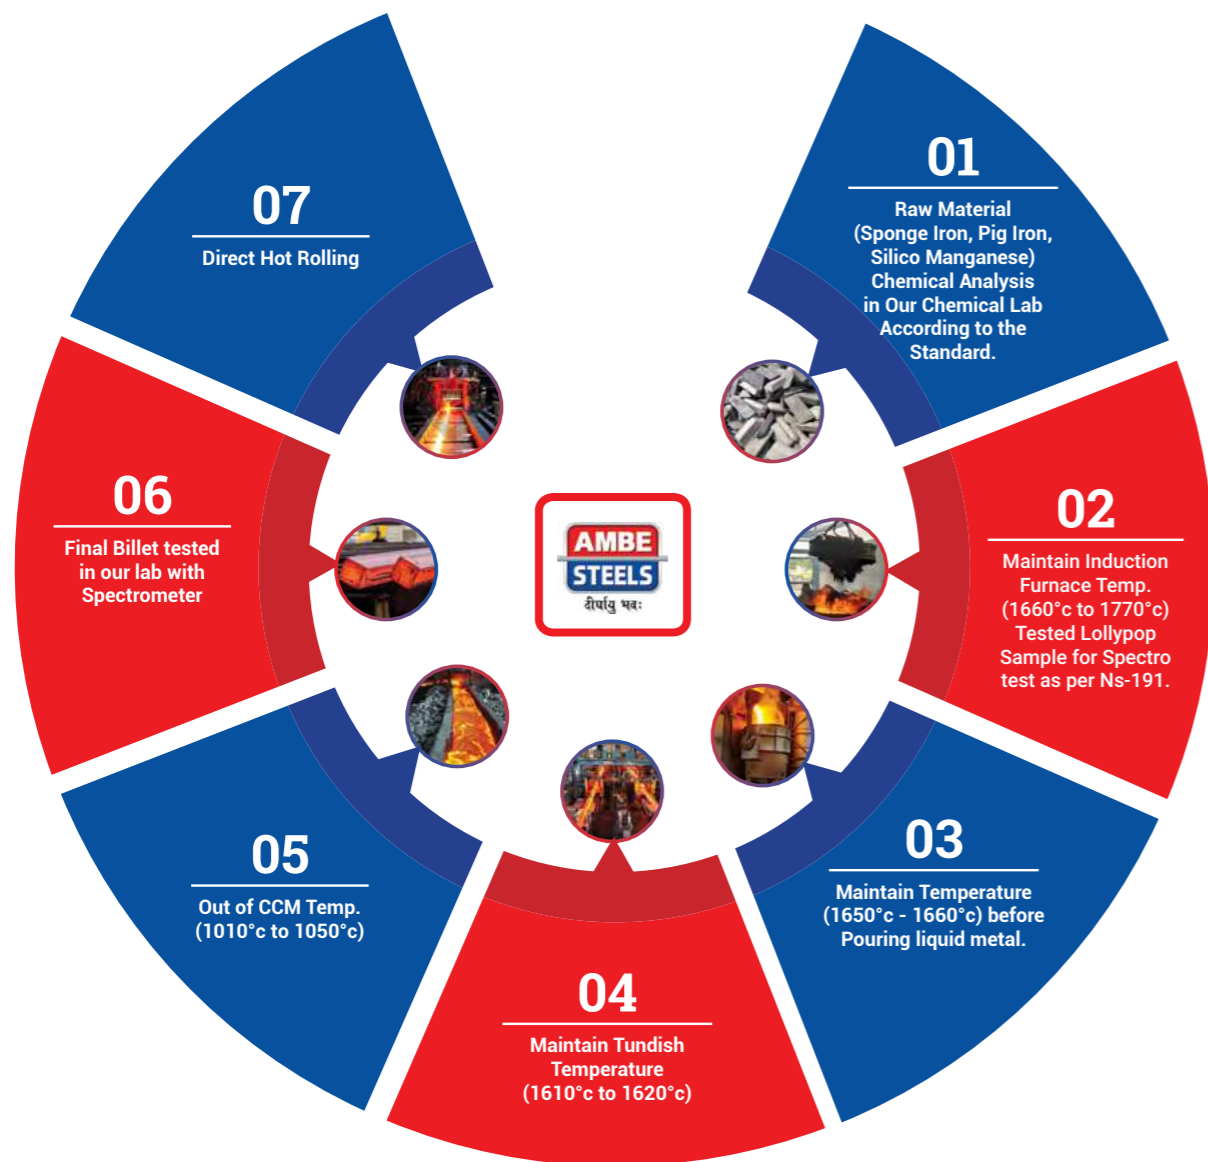 01
Raw Material
(Sponge Iron, Pig Iron,
Silico Manganese)
Chemical Analysis
in Our Chemical Lab
According to the
Standard.
02
Maintain Induction
Furnace Temp.
(1660°c to 1770°c)
Tested Lollypop
Sample for Spectro
test as per Ns-191.
03
Maintain Temperature
(1650°c - 1660°c) before
Pouring liquid metal.
04
Maintain Tundish
Temperature
(1610°c to 1620°c)
05
Out of CCM Temp.
(1010°c to 1050°c)
06
Final Billet tested
in our lab with
Spectrometer
07
Direct Hot Rolling
AMBE
STEELS
दीर्घायु भवः